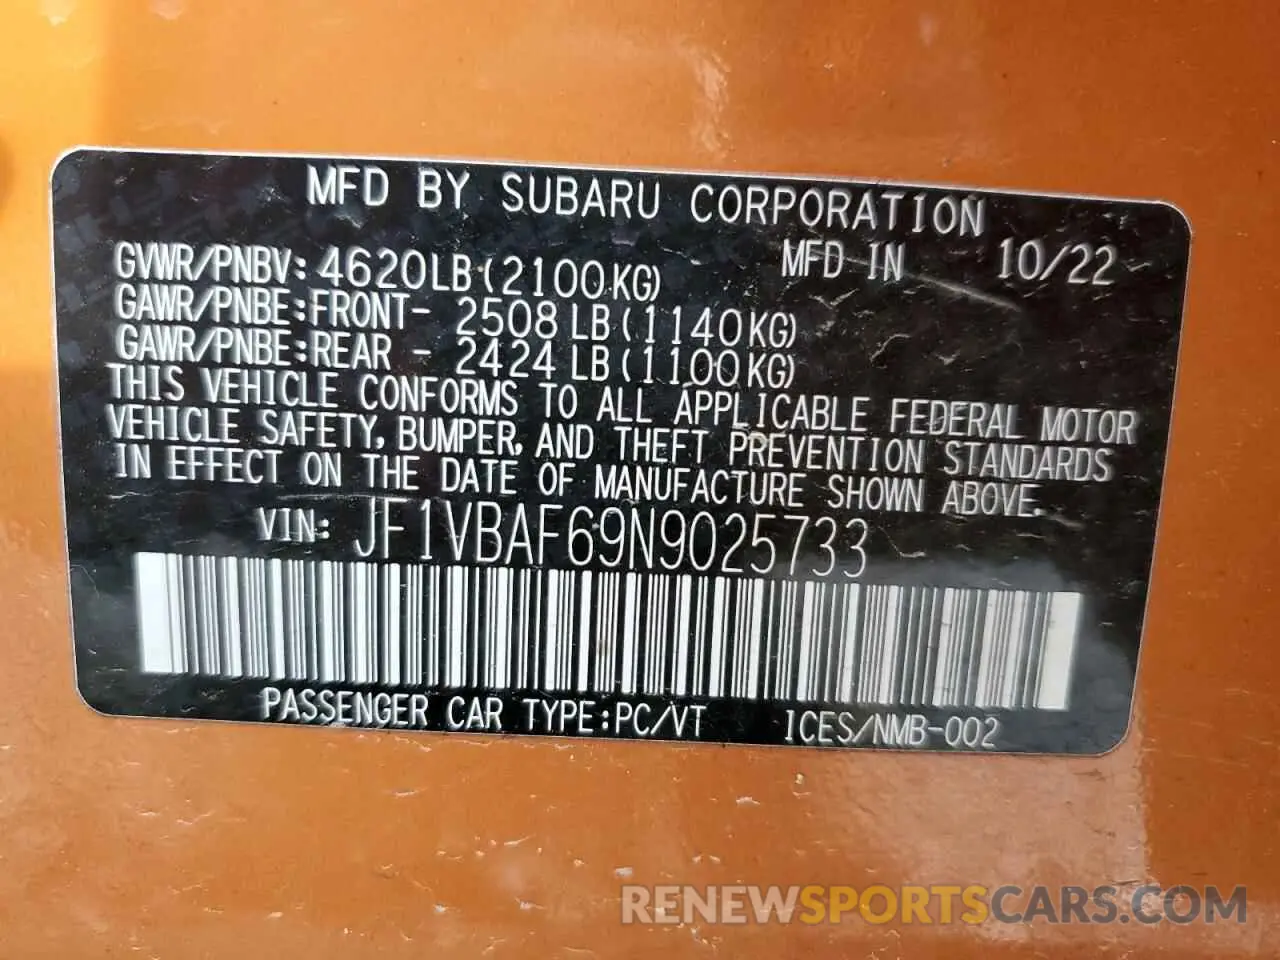 MFD BY SUBARU CORPORATION
MFD IN 10/22
GVWR/PNBV: 4620LB (2100KG)
GAWR/PNBE:FRONT- 2508 LB (1140KG)
GAWR/PNBE:REAR - 2424 LB (1100KG)
THIS VEHICLE CONFORMS TO ALL APPLICABLE FEDERAL MOTOR
VEHICLE SAFETY, BUMPER, AND THEFT PREVENTION STANDARDS
IN EFFECT ON THE DATE OF MANUFACTURE SHOWN ABOVE.
VIN: JF1VBAF69N9025733
PASSENGER CAR TYPE:PC/VT ICES/NMB-002
RENEWSPORTSCARS.COM